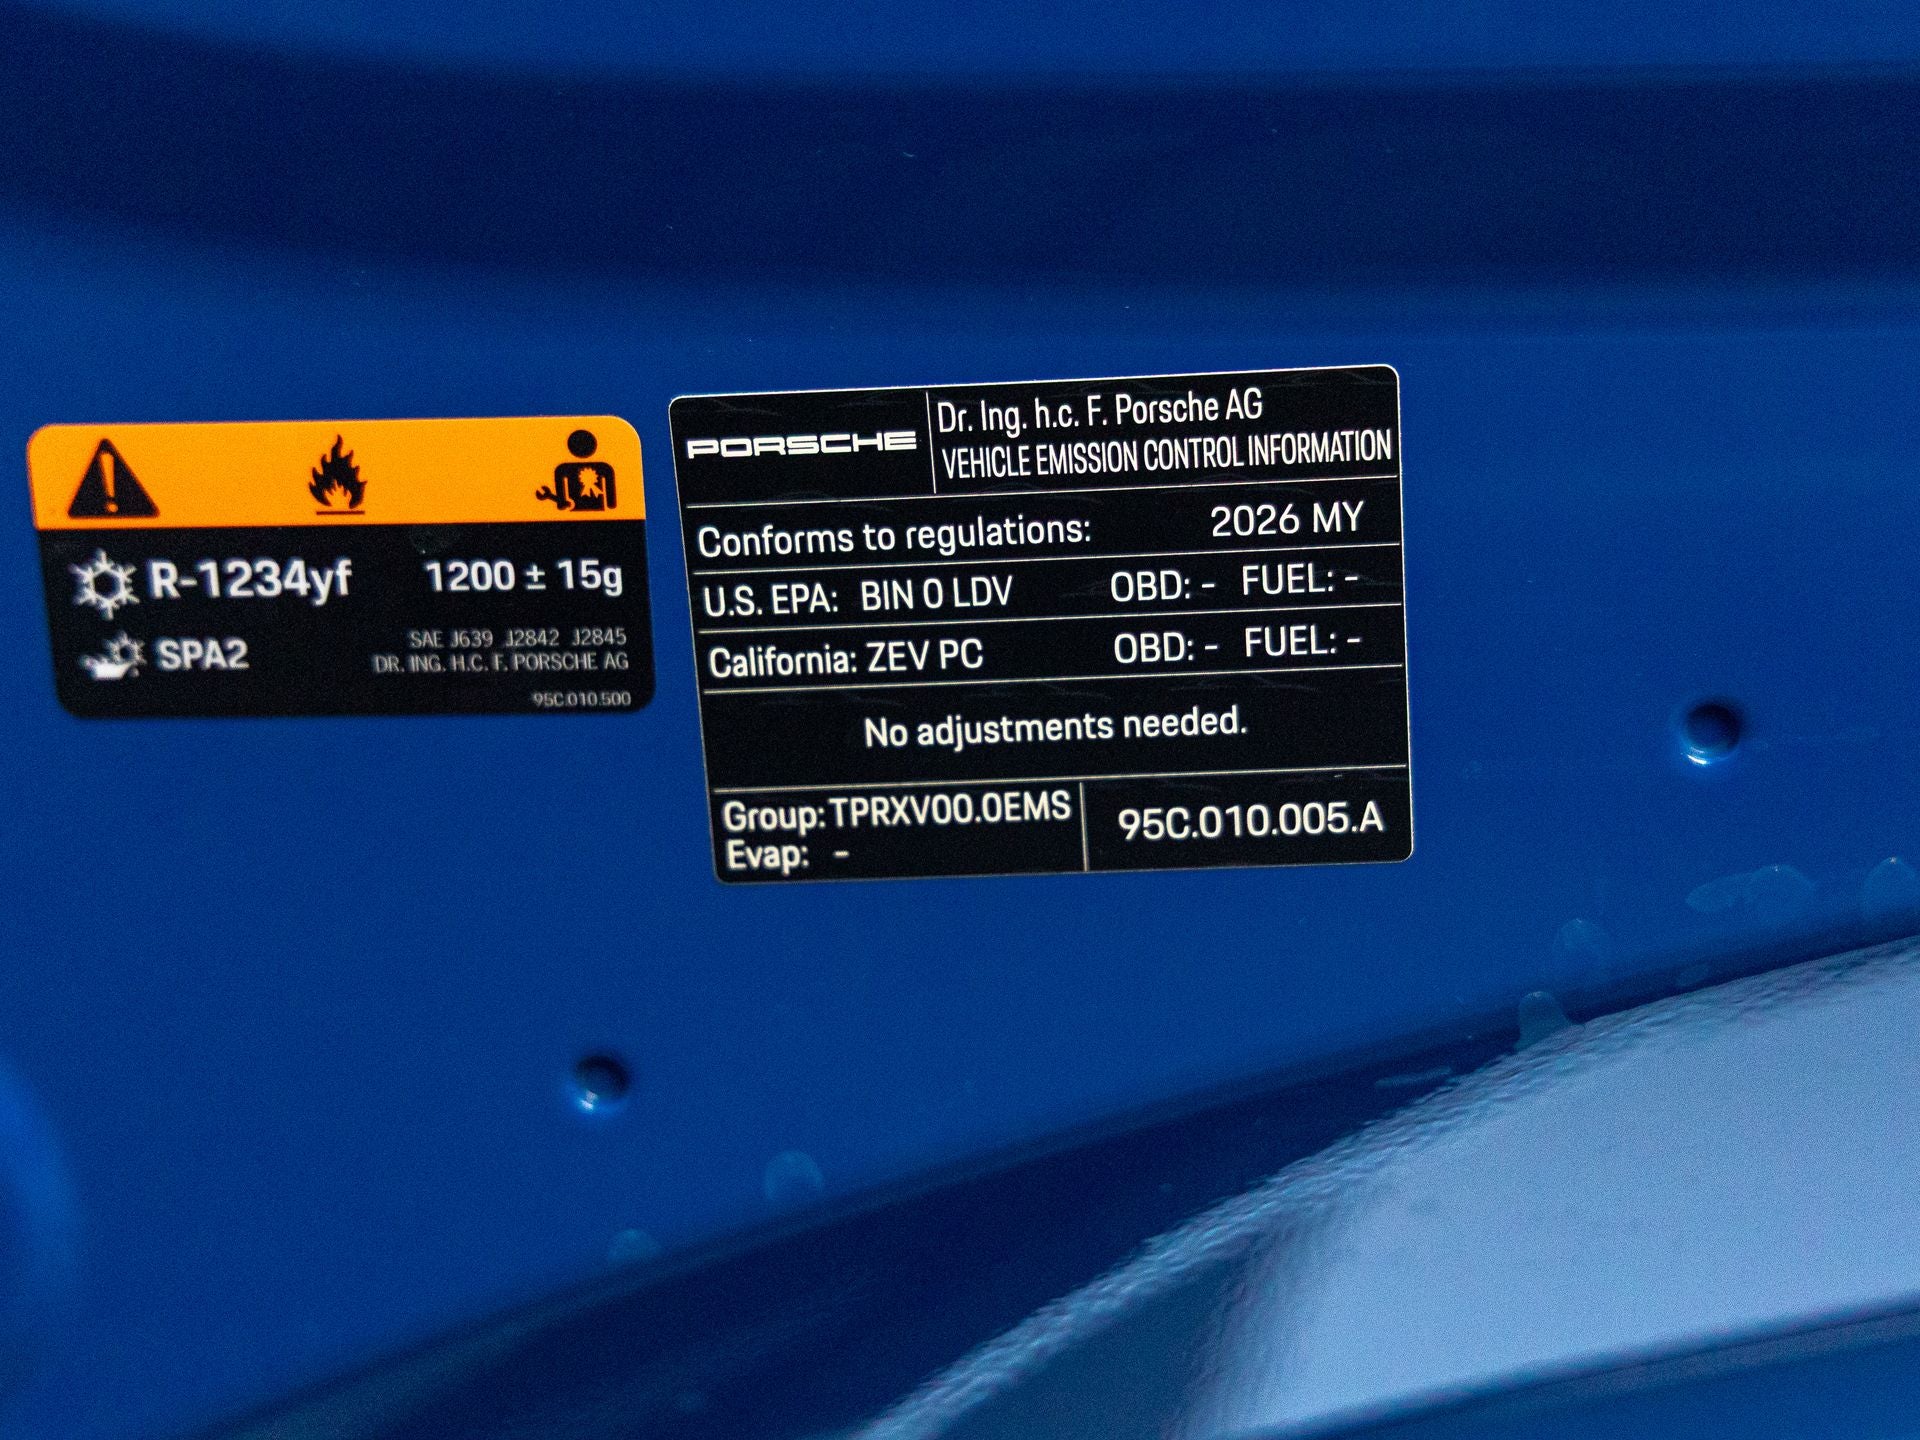 R-1234yf 1200 ± 15g
SPA2
SAE J639 J2842 J2845
DR. ING. H.C. F. PORSCHE AG
95C.010.500
PORSCHE
Dr. Ing. h.c. F. Porsche AG
VEHICLE EMISSION CONTROL INFORMATION
Conforms to regulations: 2026 MY
U.S. EPA: BIN 0 LDV OBD: - FUEL: -
California: ZEV PC OBD: - FUEL: -
No adjustments needed.
Group: TPRXV00.0EMS
Evap: -
95C.010.005.A